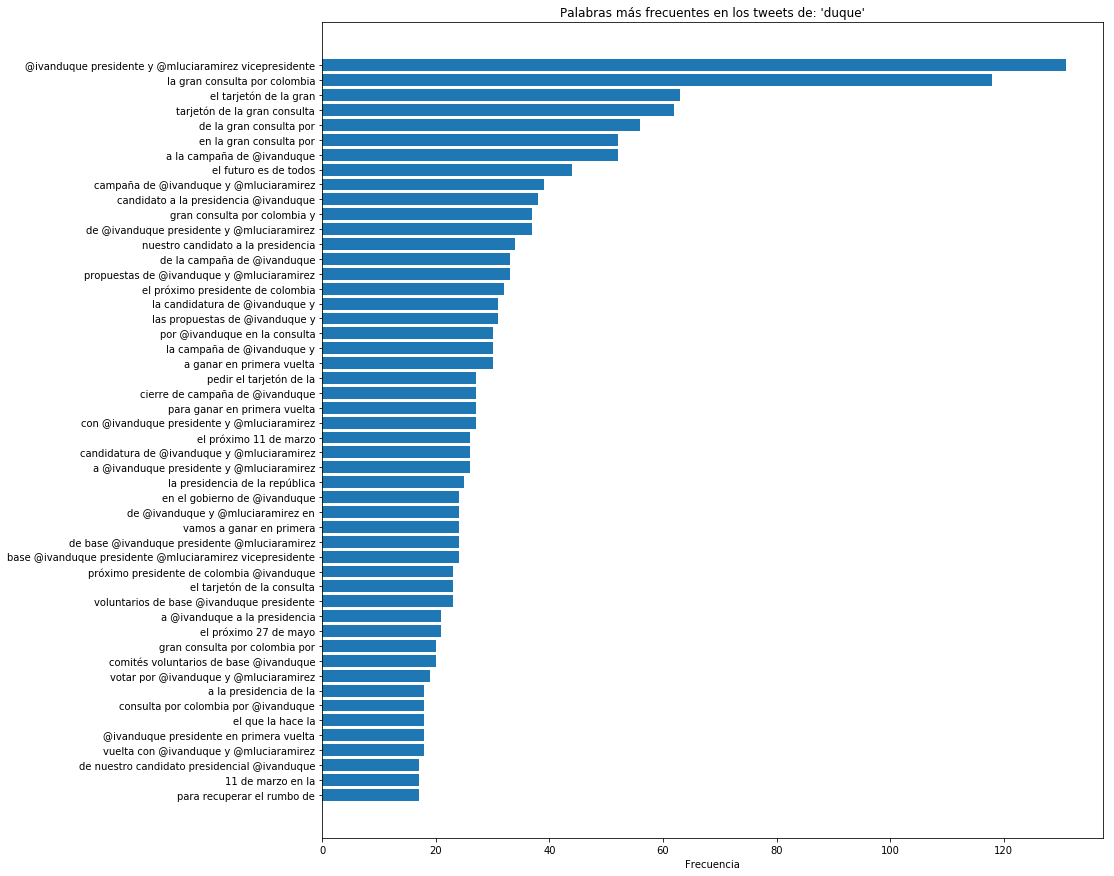 Palabras más frecuentes en los tweets de: 'duque'
@ivanduque presidente y @mluciaramirez vicepresidente
la gran consulta por colombia
el tarjetón de la gran
tarjetón de la gran consulta
de la gran consulta por
en la gran consulta por
a la campaña de @ivanduque
el futuro es de todos
campaña de @ivanduque y @mluciaramirez
candidato a la presidencia @ivanduque
gran consulta por colombia y
de @ivanduque presidente y @mluciaramirez
nuestro candidato a la presidencia
de la campaña de @ivanduque
propuestas de @ivanduque y @mluciaramirez
el próximo presidente de colombia
la candidatura de @ivanduque y
las propuestas de @ivanduque y
por @ivanduque en la consulta
la campaña de @ivanduque y
a ganar en primera vuelta
pedir el tarjetón de la
cierre de campaña de @ivanduque
para ganar en primera vuelta
con @ivanduque presidente y @mluciaramirez
el próximo 11 de marzo
candidatura de @ivanduque y @mluciaramirez
a @ivanduque presidente y @mluciaramirez
la presidencia de la república
en el gobierno de @ivanduque
de @ivanduque y @mluciaramirez en
vamos a ganar en primera
de base @ivanduque presidente @mluciaramirez
base @ivanduque presidente @mluciaramirez vicepresidente
próximo presidente de colombia @ivanduque
el tarjetón de la consulta
voluntarios de base @ivanduque presidente
a @ivanduque a la presidencia
el próximo 27 de mayo
gran consulta por colombia por
comités voluntarios de base @ivanduque
votar por @ivanduque y @mluciaramirez
a la presidencia de la
consulta por colombia por @ivanduque
el que la hace la
@ivanduque presidente en primera vuelta
vuelta con @ivanduque y @mluciaramirez
de nuestro candidato presidencial @ivanduque
11 de marzo en la
para recuperar el rumbo de
0 20 40 60 80 100 120
Frecuencia